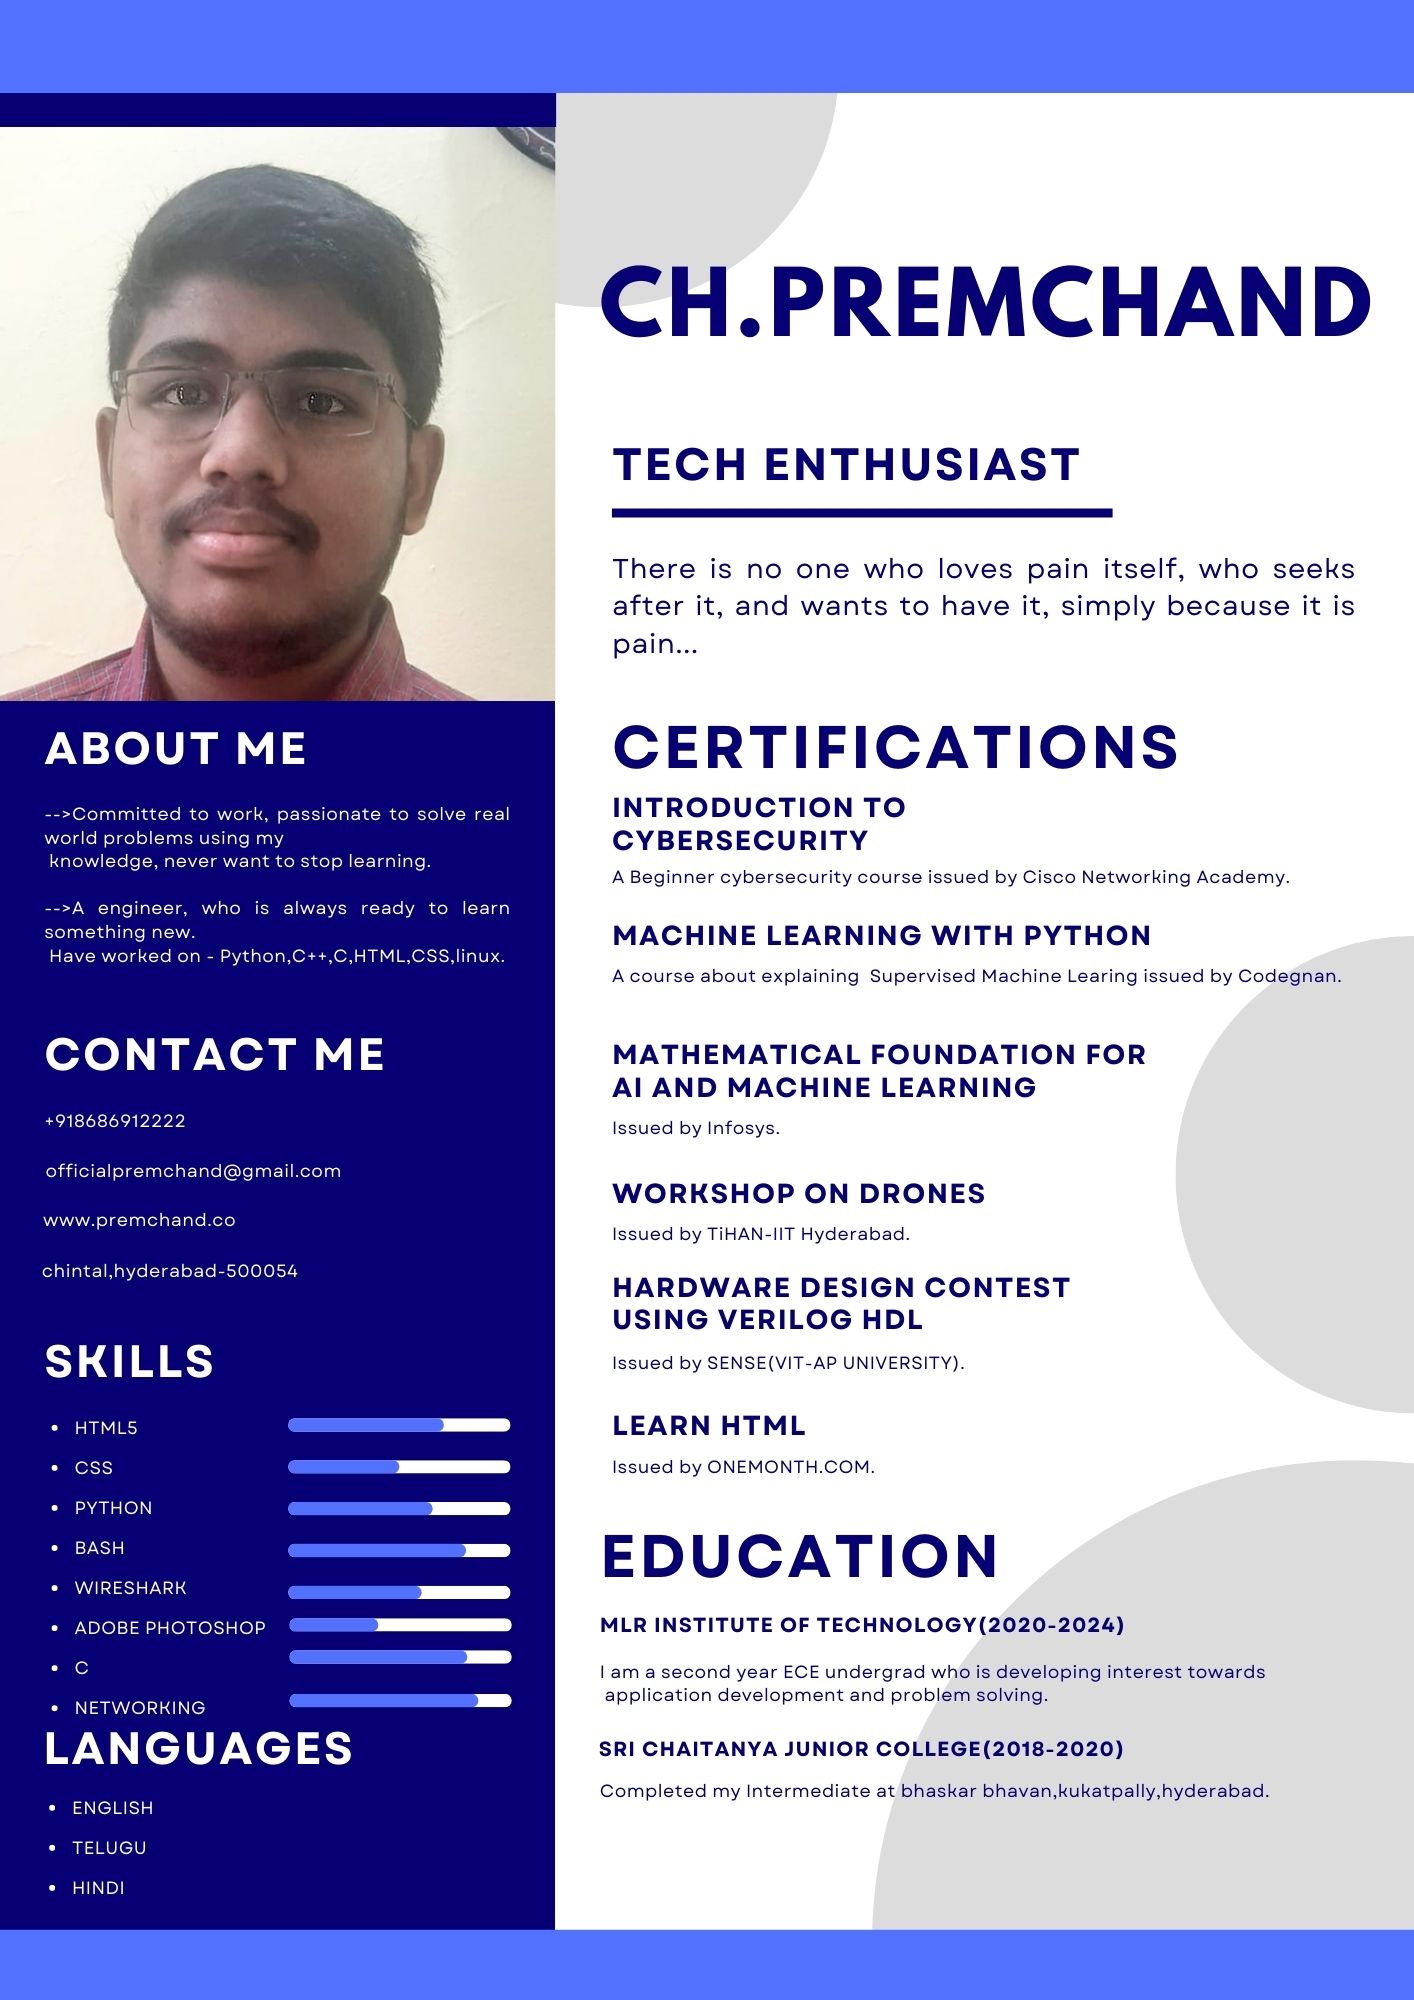 CH.PREMCHAND
TECH ENTHUSIAST
There is no one who loves pain itself, who seeks
after it, and wants to have it, simply because it is
pain...
ABOUT ME
-->Committed to work, passionate to solve real
world problems using my
knowledge, never want to stop learning.
-->A engineer, who is always ready to learn
something new.
Have worked on - Python,C++,C,HTML,CSS,linux.
CONTACT ME
+918686912222
officialpremchand@gmail.com
www.premchand.co
chintal,hyderabad-500054
SKILLS
• HTML5
• CSS
• PYTHON
• BASH
• WIRESHARK
• ADOBE PHOTOSHOP
• C
• NETWORKING
LANGUAGES
• ENGLISH
• TELUGU
• HINDI
CERTIFICATIONS
INTRODUCTION TO
CYBERSECURITY
A Beginner cybersecurity course issued by Cisco Networking Academy.
MACHINE LEARNING WITH PYTHON
A course about explaining Supervised Machine Learing issued by Codegnan.
MATHEMATICAL FOUNDATION FOR
AI AND MACHINE LEARNING
Issued by Infosys.
WORKSHOP ON DRONES
Issued by TiHAN-IIT Hyderabad.
HARDWARE DESIGN CONTEST
USING VERILOG HDL
Issued by SENSE(VIT-AP UNIVERSITY).
LEARN HTML
Issued by ONEMONTH.COM.
EDUCATION
MLR INSTITUTE OF TECHNOLOGY(2020-2024)
I am a second year ECE undergrad who is developing interest towards
application development and problem solving.
SRI CHAITANYA JUNIOR COLLEGE(2018-2020)
Completed my Intermediate at bhaskar bhavan,kukatpally,hyderabad.